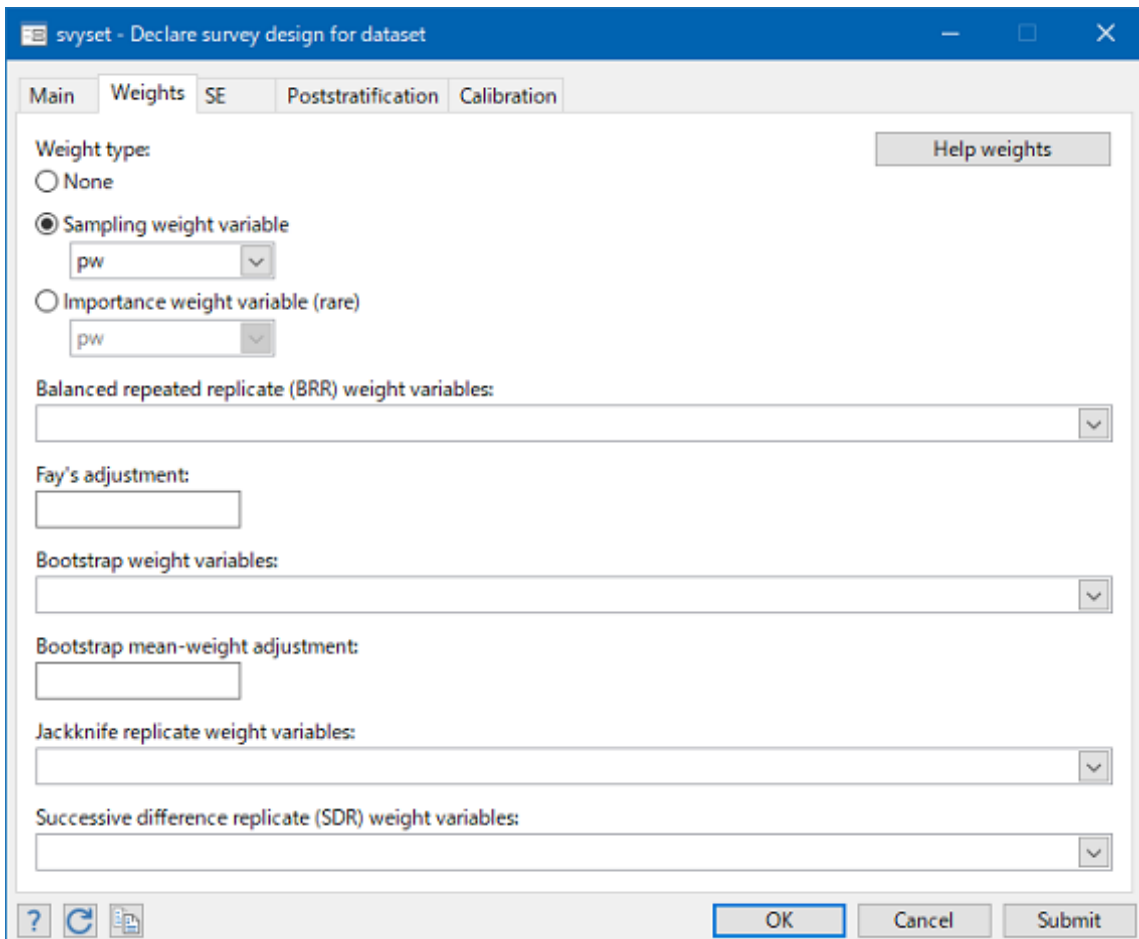 svyset - Declare survey design for dataset
Main Weights SE Poststratification Calibration
Weight type: Help weights
None
Sampling weight variable
pw
Importance weight variable (rare)
pw
Balanced repeated replicate (BRR) weight variables:
Fay's adjustment:
Bootstrap weight variables:
Bootstrap mean-weight adjustment:
Jackknife replicate weight variables:
Successive difference replicate (SDR) weight variables:
? OK Cancel Submit